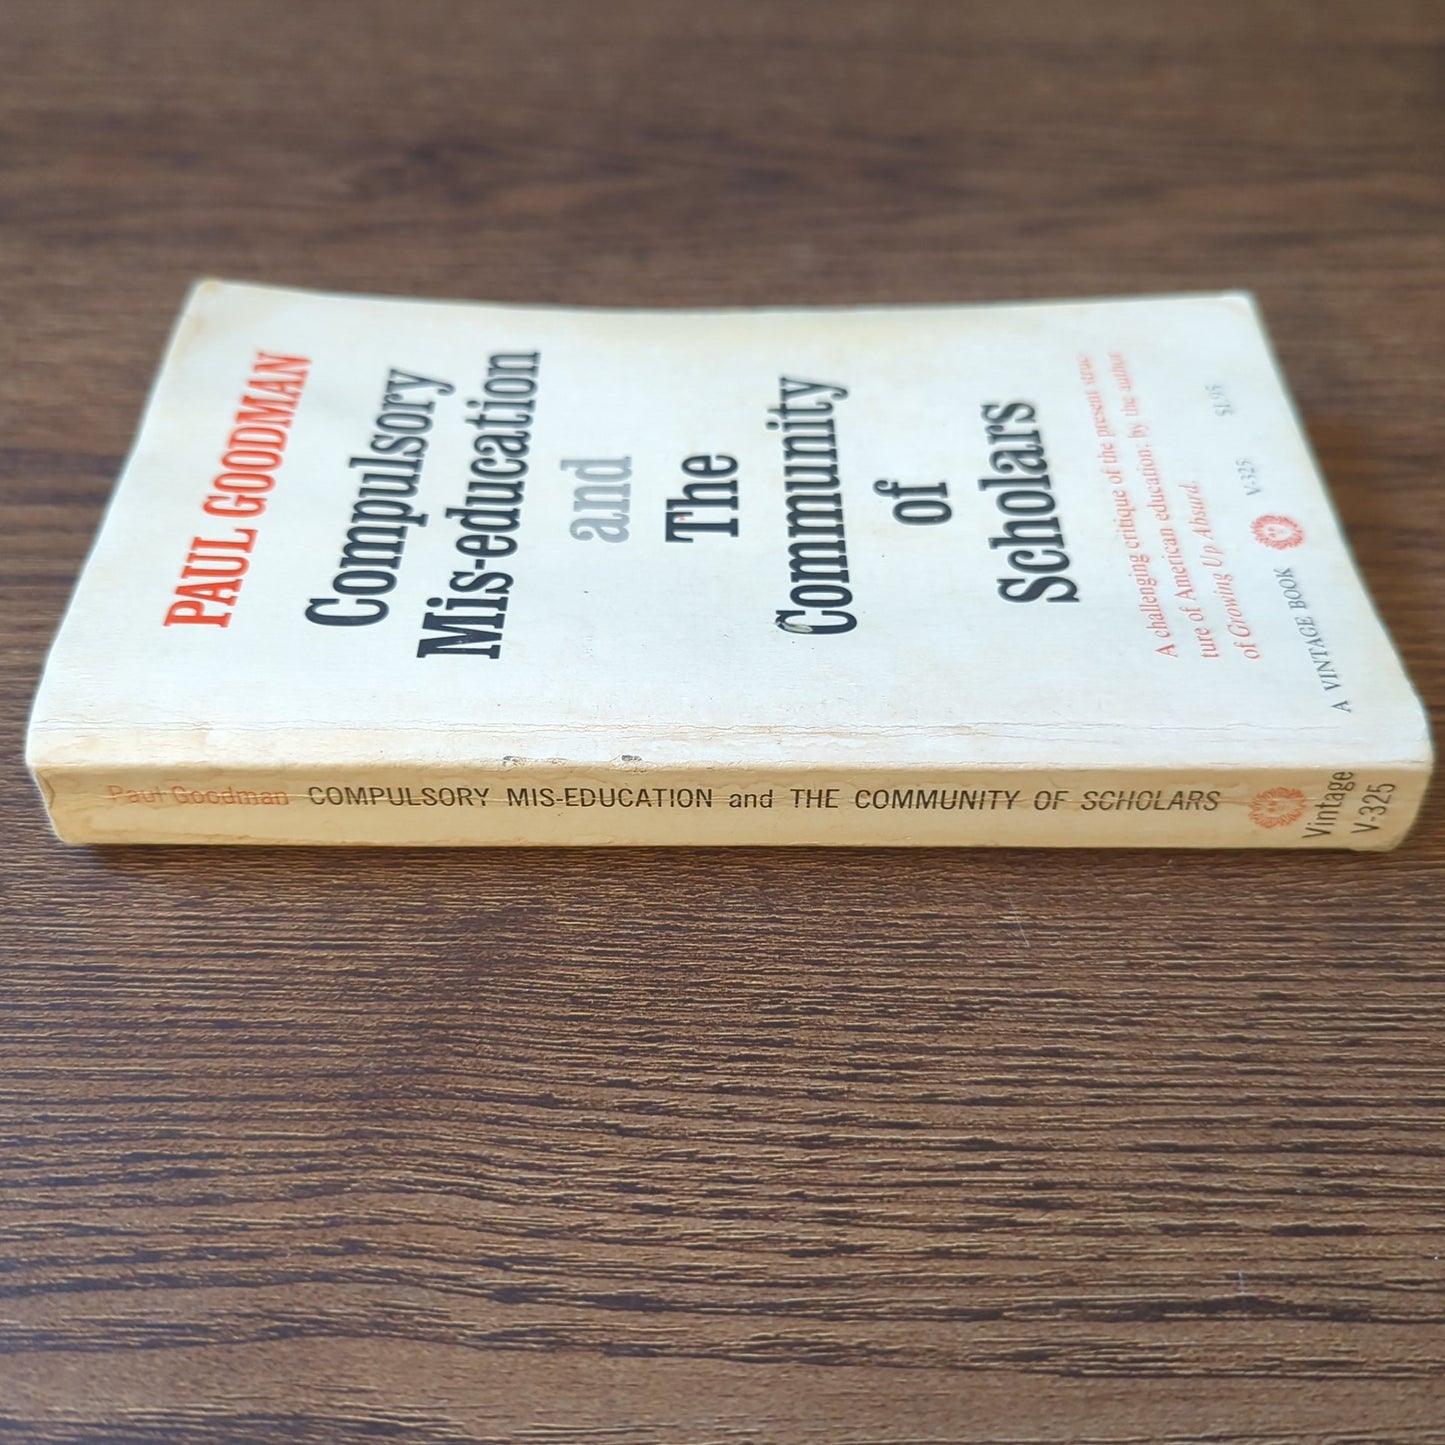 PAUL GOODMAN
Compulsory
Mis-education
and
The
Community
of
Scholars
A challenging critique of the present struc-
ture of American education; by the author
of Growing Up Absurd.
V-325 $1.95
A VINTAGE BOOK
Paul Goodman COMPULSORY MIS-EDUCATION and THE COMMUNITY OF SCHOLARS
Vintage
V-325